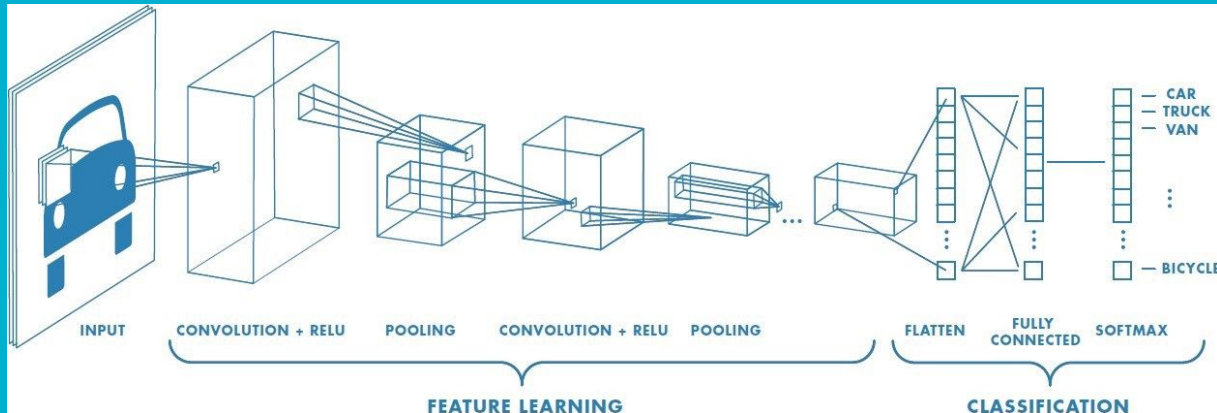 CAR
TRUCK
VAN
BICYCLE
INPUT
CONVOLUTION + RELU
POOLING
CONVOLUTION + RELU
POOLING
FLATTEN
FULLY
CONNECTED
SOFTMAX
FEATURE LEARNING
CLASSIFICATION